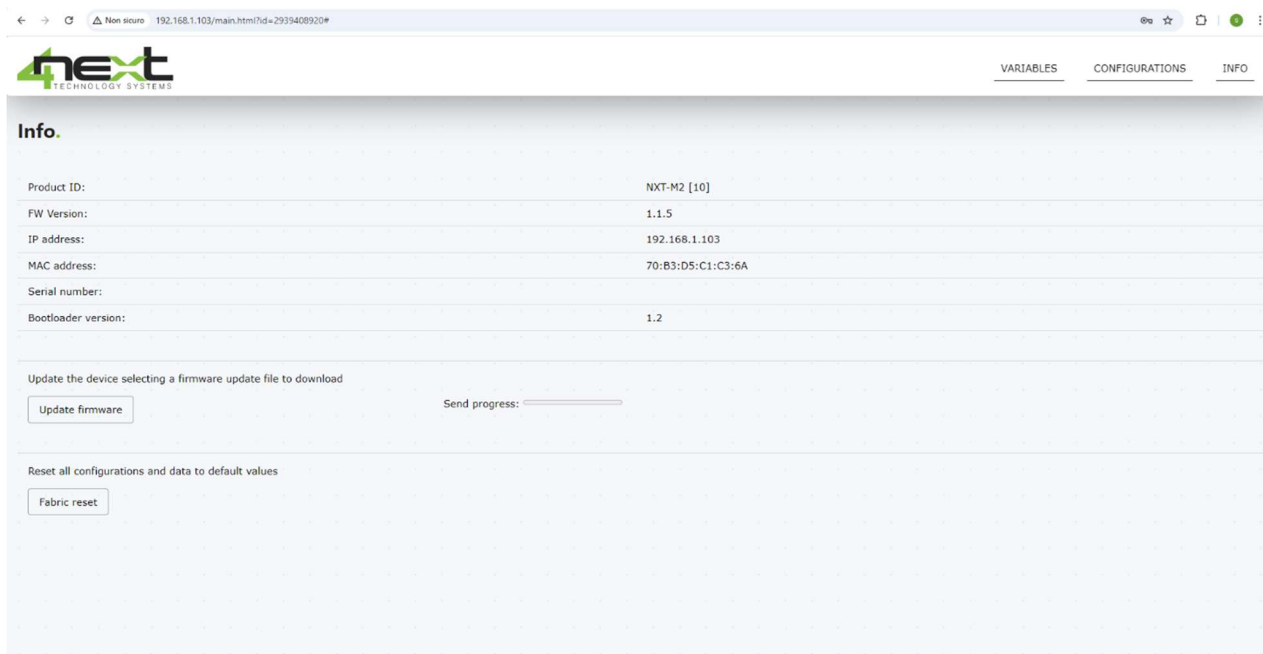 Non sicuro 192.168.1.103/main.html?id=2939408920#
4next
TECHNOLOGY SYSTEMS
VARIABLES CONFIGURATIONS INFO
Info.
Product ID: NXT-M2 [10]
FW Version: 1.1.5
IP address: 192.168.1.103
MAC address: 70:B3:D5:C1:C3:6A
Serial number:
Bootloader version: 1.2
Update the device selecting a firmware update file to download
Update firmware Send progress:
Reset all configurations and data to default values
Fabric reset